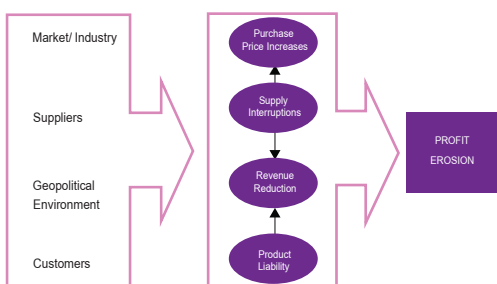 Market/ Industry
Suppliers
Geopolitical
Environment
Customers
Purchase
Price Increases
Supply
Interruptions
Revenue
Reduction
Product
Liability
PROFIT
EROSION